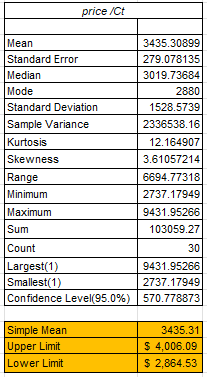 price /Ct
Mean 3435.30899
Standard Error 279.078135
Median 3019.73684
Mode 2880
Standard Deviation 1528.5739
Sample Variance 2336538.16
Kurtosis 12.164907
Skewness 3.61057214
Range 6694.77318
Minimum 2737.17949
Maximum 9431.95266
Sum 103059.27
Count 30
Largest(1) 9431.95266
Smallest(1) 2737.17949
Confidence Level(95.0%) 570.778873
Simple Mean 3435.31
Upper Limit $ 4,006.09
Lower Limit $ 2,864.53